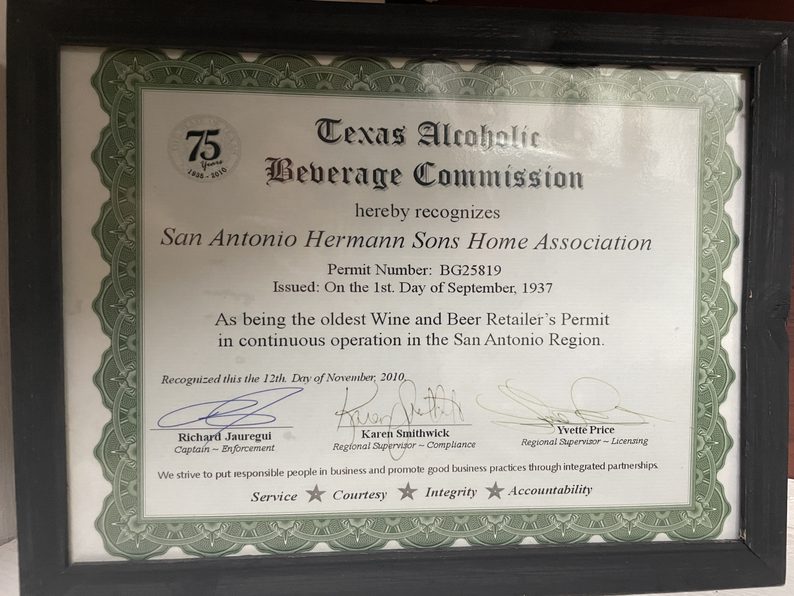 75
Years
1935 - 2010
Texas Alcoholic
Beverage Commission
hereby recognizes
San Antonio Hermann Sons Home Association
Permit Number: BG25819
Issued: On the 1st. Day of September, 1937
As being the oldest Wine and Beer Retailer's Permit
in continuous operation in the San Antonio Region.
Recognized this the 12th. Day of November, 2010.
Karen Smithwick
Richard Jauregui
Karen Smithwick
Yvette Price
Captain ~ Enforcement
Regional Supervisor ~ Compliance
Regional Supervisor ~ Licensing
We strive to put responsible people in business and promote good business practices through integrated partnerships.
Service ★ Courtesy ★ Integrity ★ Accountability